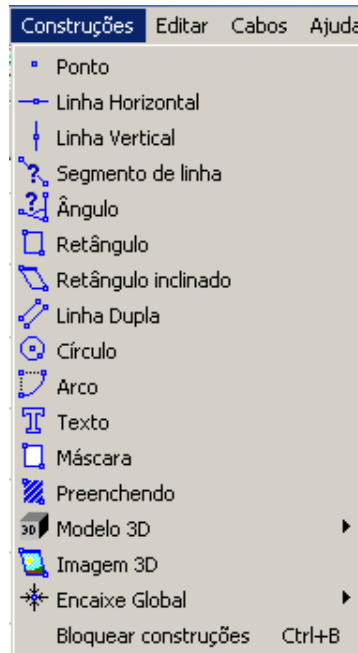 Construções Editar Cabos Ajuda
Ponto
Linha Horizontal
Linha Vertical
Segmento de linha
Ângulo
Retângulo
Retângulo inclinado
Linha Dupla
Círculo
Arco
Texto
Máscara
Preenchendo
3D Modelo 3D
Imagem 3D
Encaixe Global
Bloquear construções Ctrl+B